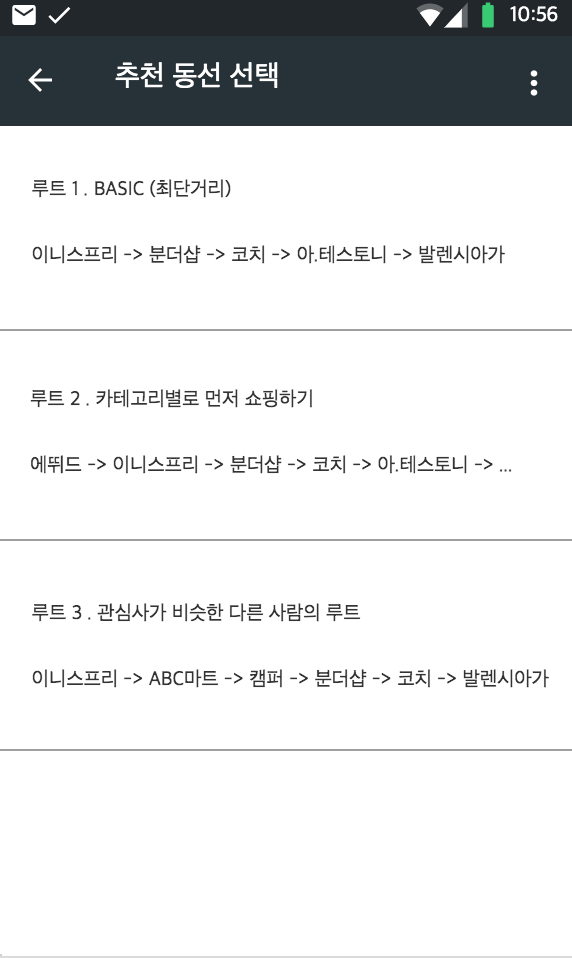 10:56
추천 동선 선택
루트 1 . BASIC (최단거리)
이니스프리 -> 분더샵 -> 코치 -> 아.테스토니 -> 발렌시아가
루트 2 . 카테고리별로 먼저 쇼핑하기
에뛰드 -> 이니스프리 -> 분더샵 -> 코치 -> 아.테스토니 -> ...
루트 3 . 관심사가 비슷한 다른 사람의 루트
이니스프리 -> ABC마트 -> 캠퍼 -> 분더샵 -> 코치 -> 발렌시아가